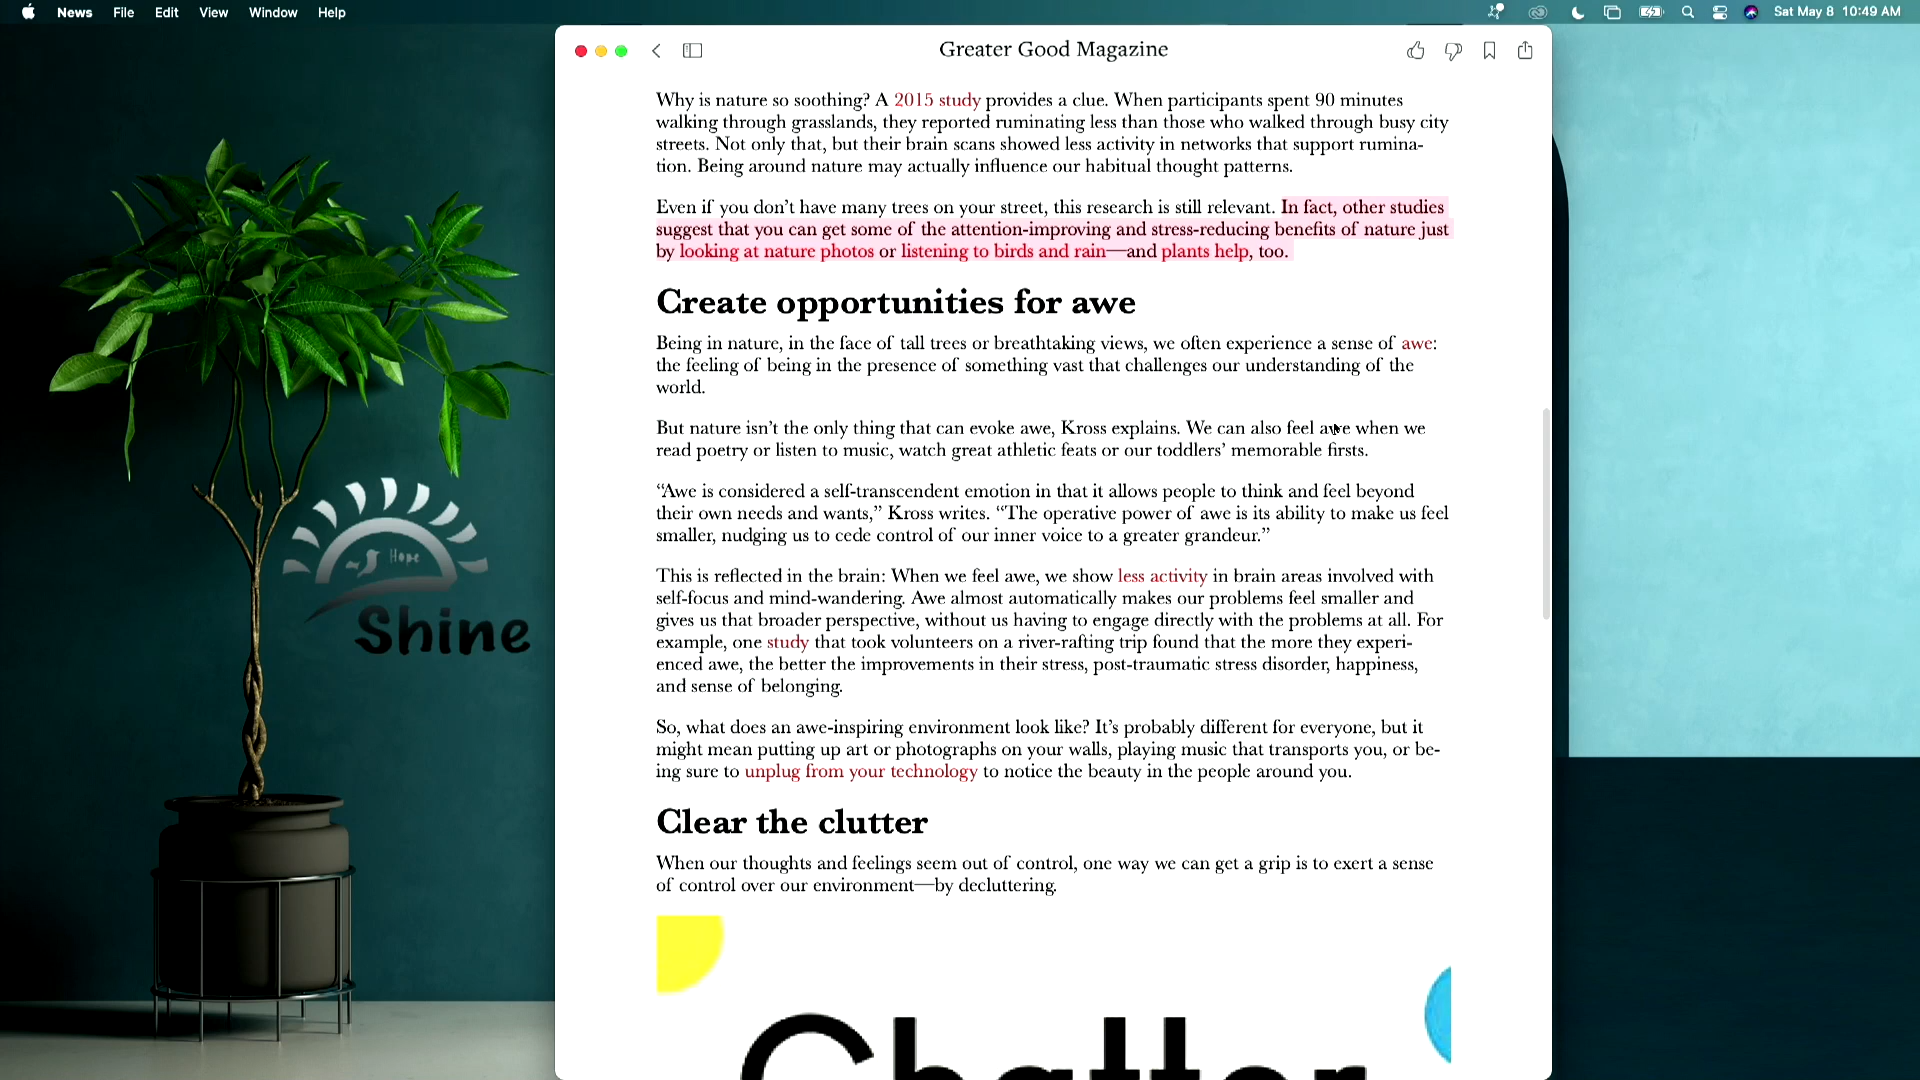 News File Edit View Window Help
Sat May 8 10:49 AM
Greater Good Magazine
Why is nature so soothing? A 2015 study provides a clue. When participants spent 90 minutes
walking through grasslands, they reported ruminating less than those who walked through busy city
streets. Not only that, but their brain scans showed less activity in networks that support rumina-
tion. Being around nature may actually influence our habitual thought patterns.
Even if you don’t have many trees on your street, this research is still relevant. In fact, other studies
suggest that you can get some of the attention-improving and stress-reducing benefits of nature just
by looking at nature photos or listening to birds and rain—and plants help, too.
Create opportunities for awe
Being in nature, in the face of tall trees or breathtaking views, we often experience a sense of awe:
the feeling of being in the presence of something vast that challenges our understanding of the
world.
But nature isn’t the only thing that can evoke awe, Kross explains. We can also feel awe when we
read poetry or listen to music, watch great athletic feats or our toddlers’ memorable firsts.
“Awe is considered a self-transcendent emotion in that it allows people to think and feel beyond
their own needs and wants,” Kross writes. “The operative power of awe is its ability to make us feel
smaller, nudging us to cede control of our inner voice to a greater grandeur.”
This is reflected in the brain: When we feel awe, we show less activity in brain areas involved with
self-focus and mind-wandering. Awe almost automatically makes our problems feel smaller and
gives us that broader perspective, without us having to engage directly with the problems at all. For
example, one study that took volunteers on a river-rafting trip found that the more they experi-
enced awe, the better the improvements in their stress, post-traumatic stress disorder, happiness,
and sense of belonging.
So, what does an awe-inspiring environment look like? It’s probably different for everyone, but it
might mean putting up art or photographs on your walls, playing music that transports you, or be-
ing sure to unplug from your technology to notice the beauty in the people around you.
Clear the clutter
When our thoughts and feelings seem out of control, one way we can get a grip is to exert a sense
of control over our environment—by decluttering.
Chatter
Hope
Shine